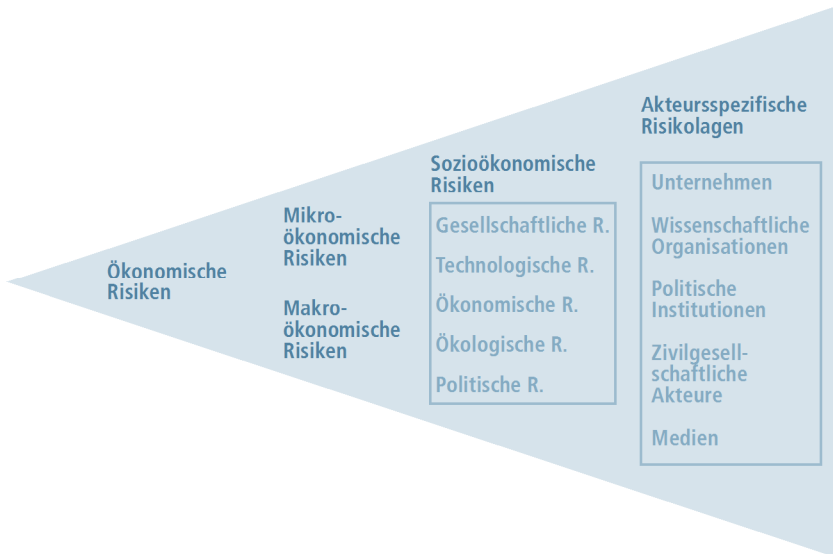 Ökonomische
Risiken
Mikro-
ökonomische
Risiken
Makro-
ökonomische
Risiken
Sozioökonomische
Risiken
Gesellschaftliche R.
Technologische R.
Ökonomische R.
Ökologische R.
Politische R.
Akteursspezifische
Risikolagen
Unternehmen
Wissenschaftliche
Organisationen
Politische
Institutionen
Zivilgesell-
schaftliche
Akteure
Medien